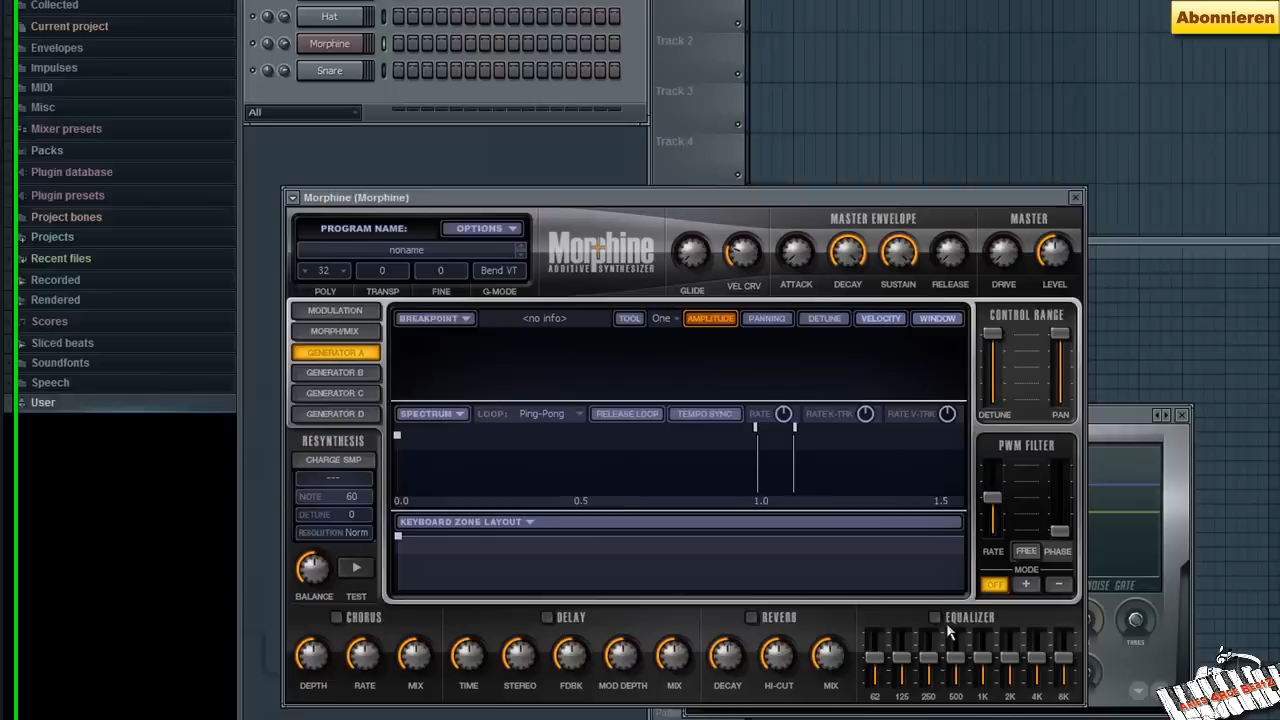 Collected
Current project
Envelopes
Impulses
MIDI
Misc
Mixer presets
Packs
Plugin database
Plugin presets
Project bones
Projects
Recent files
Recorded
Rendered
Scores
Sliced beats
Soundfonts
Speech
User
Hat
Morphine
Snare
All
Track 2
Track 3
Track 4
Abonnieren
Morphine (Morphine)
PROGRAM NAME: OPTIONS
noname
32 0 0 Bend VT
POLY TRANSP FINE G-MODE
Morphine
ADDITIVE SYNTHESIZER
GLIDE VEL CRV
MASTER ENVELOPE
ATTACK DECAY SUSTAIN RELEASE
MASTER
DRIVE LEVEL
MODULATION
MORPH/MIX
GENERATOR A
GENERATOR B
GENERATOR C
GENERATOR D
RESYNTHESIS
CHARGE SMP
---
NOTE 60
DETUNE 0
RESOLUTION Norm
BALANCE TEST
BREAKPOINT <no info> TOOL One AMPLITUDE PANNING DETUNE VELOCITY WINDOW
SPECTRUM LOOP: Ping-Pong RELEASE LOOP TEMPO SYNC RATE RATE K-TRK RATE V-TRK
0.0 0.5 1.0 1.5
KEYBOARD ZONE LAYOUT
CONTROL RANGE
DETUNE PAN
PWM FILTER
RATE FREE PHASE
MODE
OFF + -
CHORUS
DEPTH RATE MIX
DELAY
TIME STEREO FDBK MOD DEPTH MIX
REVERB
DECAY HI-CUT MIX
EQUALIZER
62 125 250 500 1K 2K 4K 8K
NOISE GATE